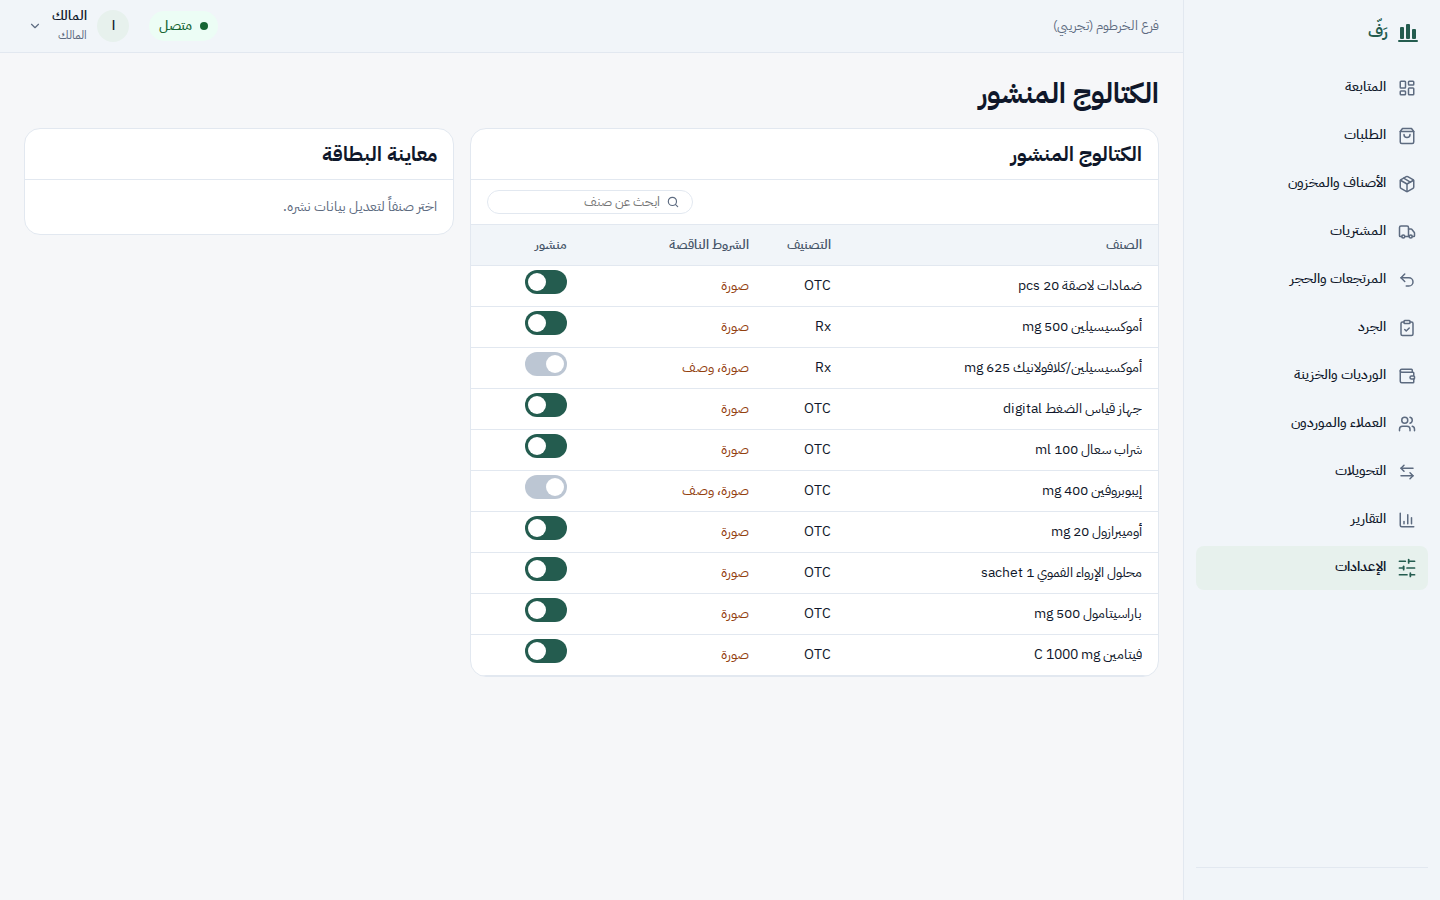 رَفّ
المتابعة
الطلبات
الأصناف والمخزون
المشتريات
المرتجعات والحجر
الجرد
الورديات والخزينة
العملاء والموردون
التحويلات
التقارير
الإعدادات
فرع الخرطوم (تجريبي)
متصل
ا
المالك
المالك
الكتالوج المنشور
الكتالوج المنشور
ابحث عن صنف
الصنف التصنيف الشروط الناقصة منشور
ضمادات لاصقة 20 pcs OTC صورة
أموكسيسيلين 500 mg Rx صورة
أموكسيسيلين/كلافولانيك 625 mg Rx صورة، وصف
جهاز قياس الضغط digital OTC صورة
شراب سعال 100 ml OTC صورة
إيبوبروفين 400 mg OTC صورة، وصف
أوميبرازول 20 mg OTC صورة
محلول الإرواء الفموي 1 sachet OTC صورة
باراسيتامول 500 mg OTC صورة
فيتامين C 1000 mg OTC صورة
معاينة البطاقة
اختر صنفاً لتعديل بيانات نشره.